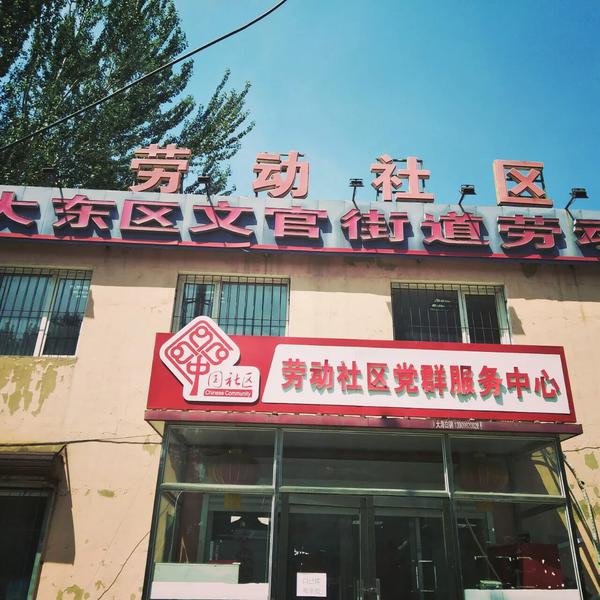 劳动社区
大东区文官街道劳动
中国社区
Chinese Community
劳动社区党群服务中心